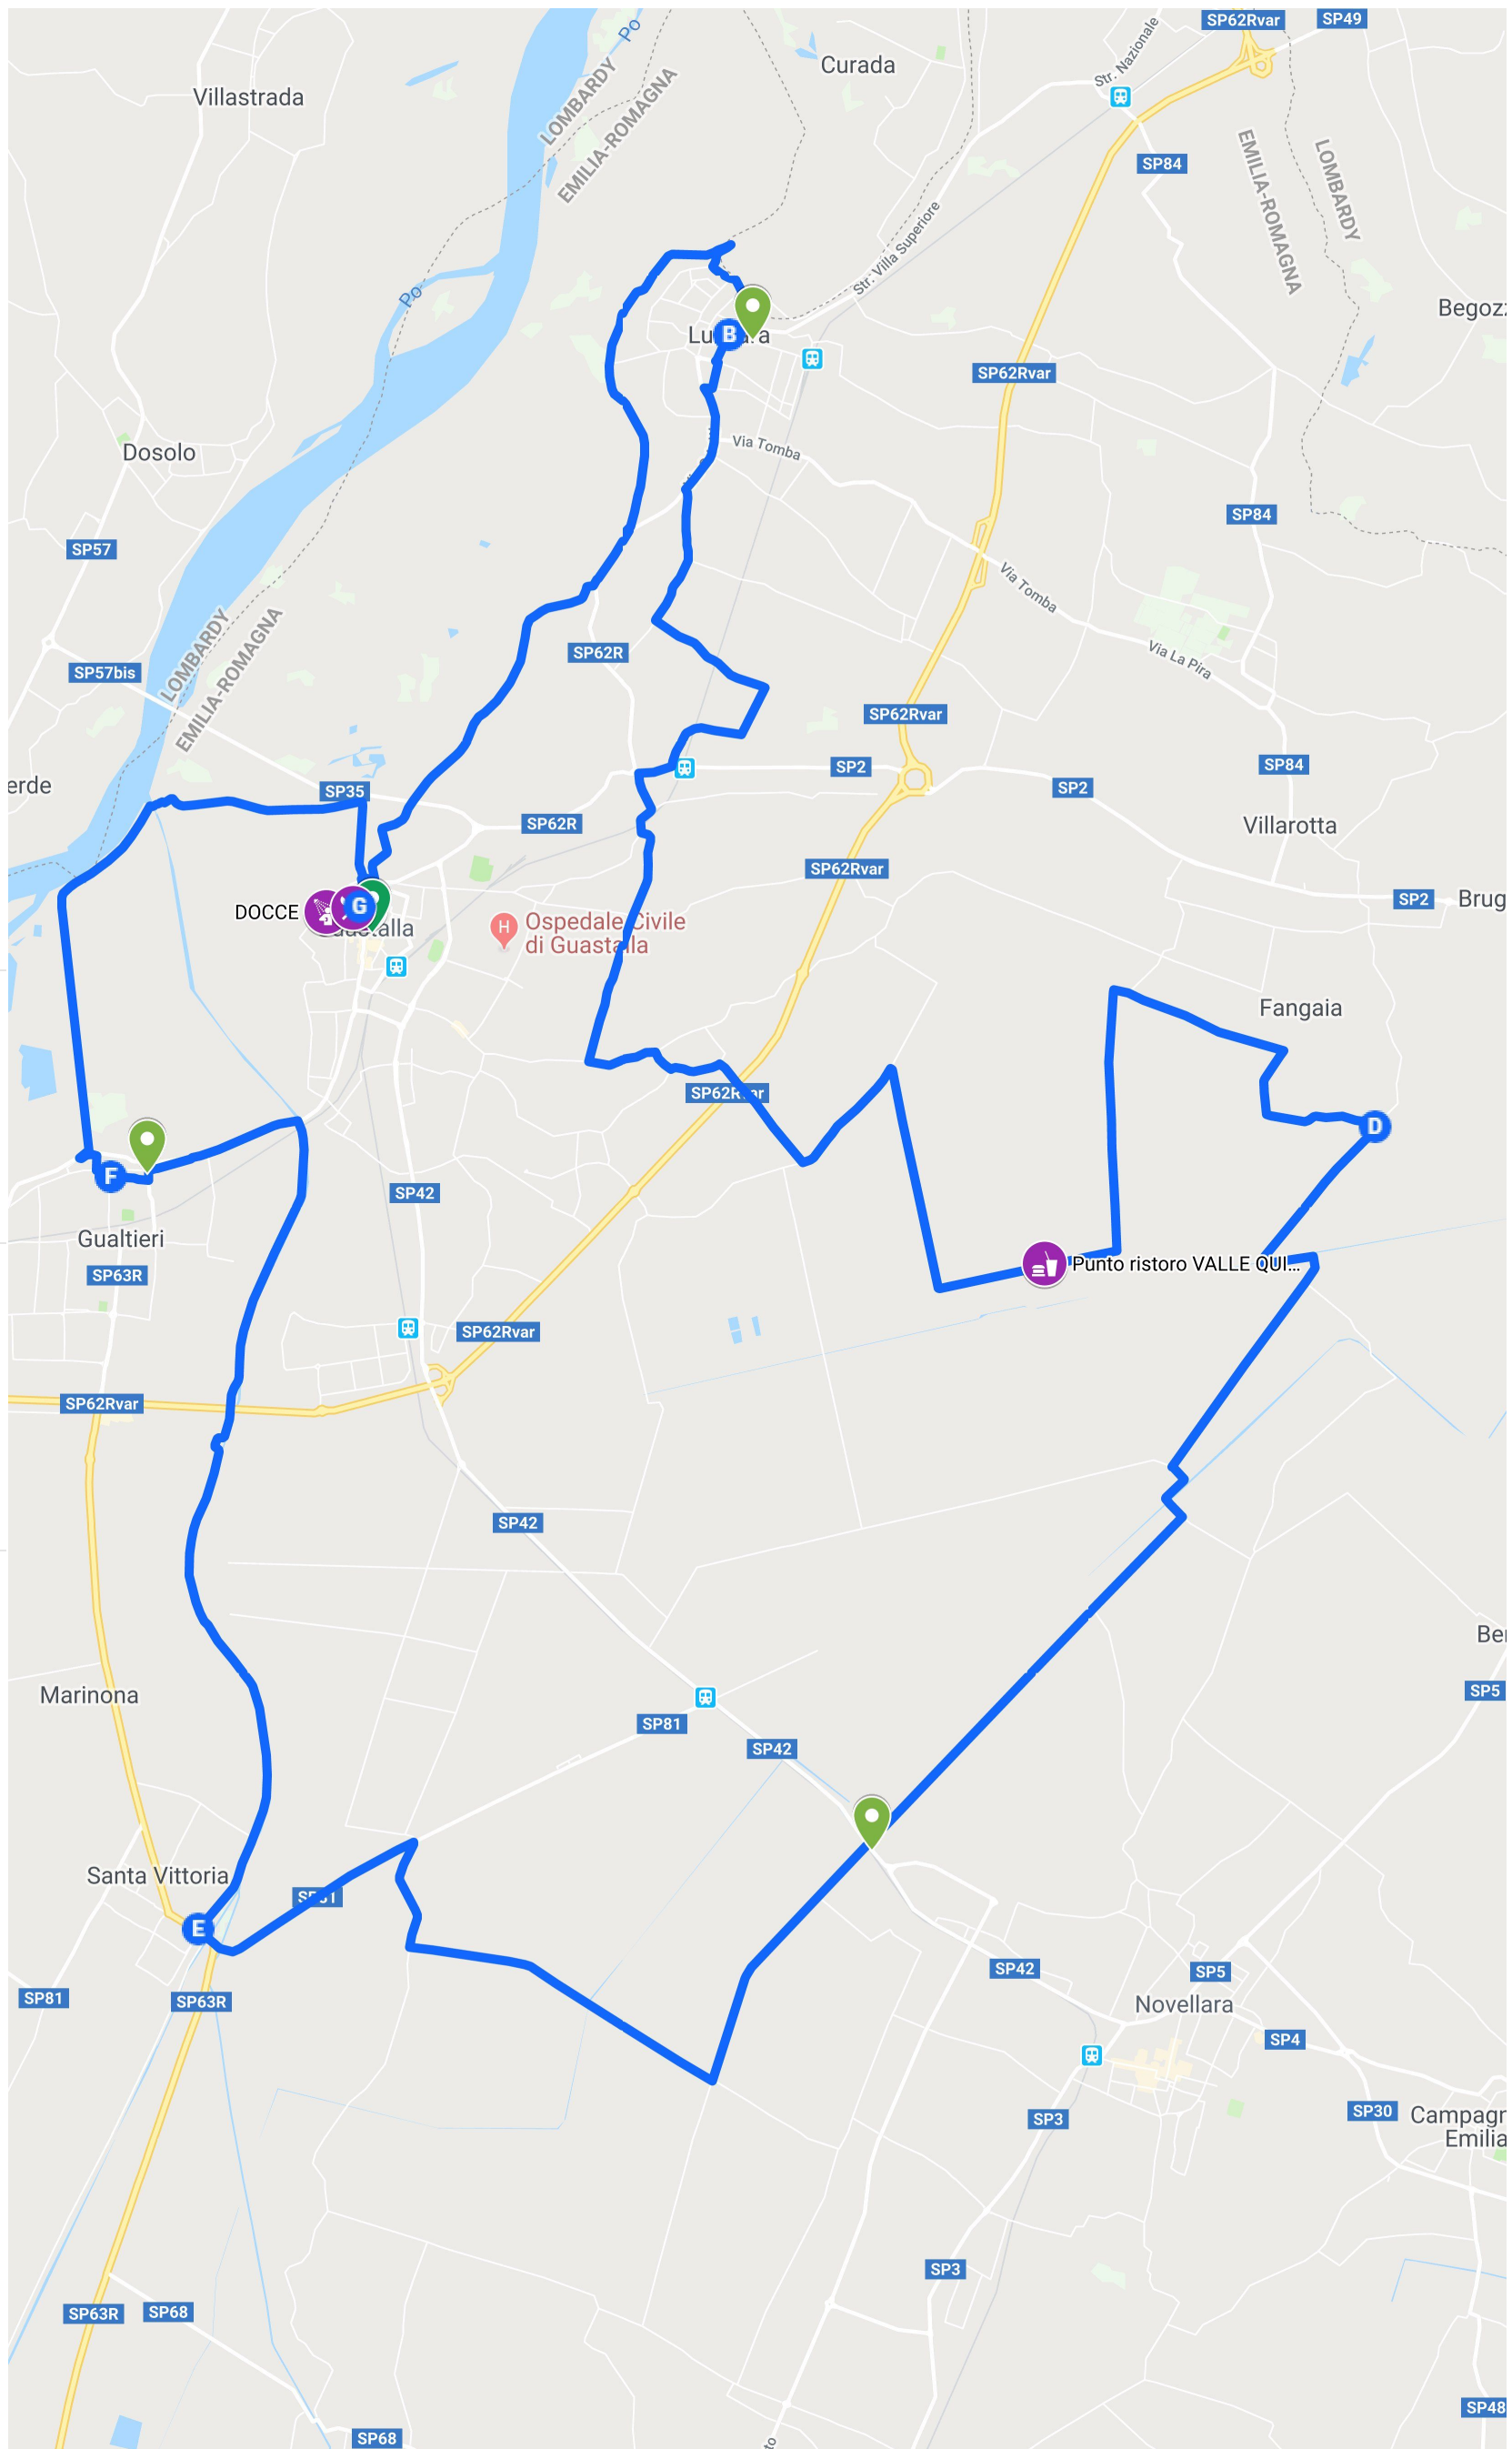 SP62Rvar
SP49
Po
Str. Nazionale
Curada
Villastrada
LOMBARDY
EMILIA-ROMAGNA
SP84
EMILIA-ROMAGNA
LOMBARDY
Str. Villa Superiore
Po
Begoz
B
SP62Rvar
Via Tomba
Dosolo
SP84
SP57
Via Tomba
LOMBARDY
EMILIA-ROMAGNA
SP62R
Via La Pira
SP57bis
SP62Rvar
SP2
SP84
erde
SP35
SP2
SP62R
Villarotta
SP62Rvar
SP2
Brug
DOCCE
G
H
Ospedale Civile
di Guastalla
Fangaia
SP62Rvar
D
F
SP42
Gualtieri
Punto ristoro VALLE QUI...
SP63R
SP62Rvar
SP62Rvar
SP42
Ber
Marinona
SP5
SP81
SP42
Santa Vittoria
SP81
E
SP42
SP5
SP81
SP63R
Novellara
SP4
SP30
Campagr
Emilia
SP3
SP3
SP63R
SP68
SP48
SP68
to